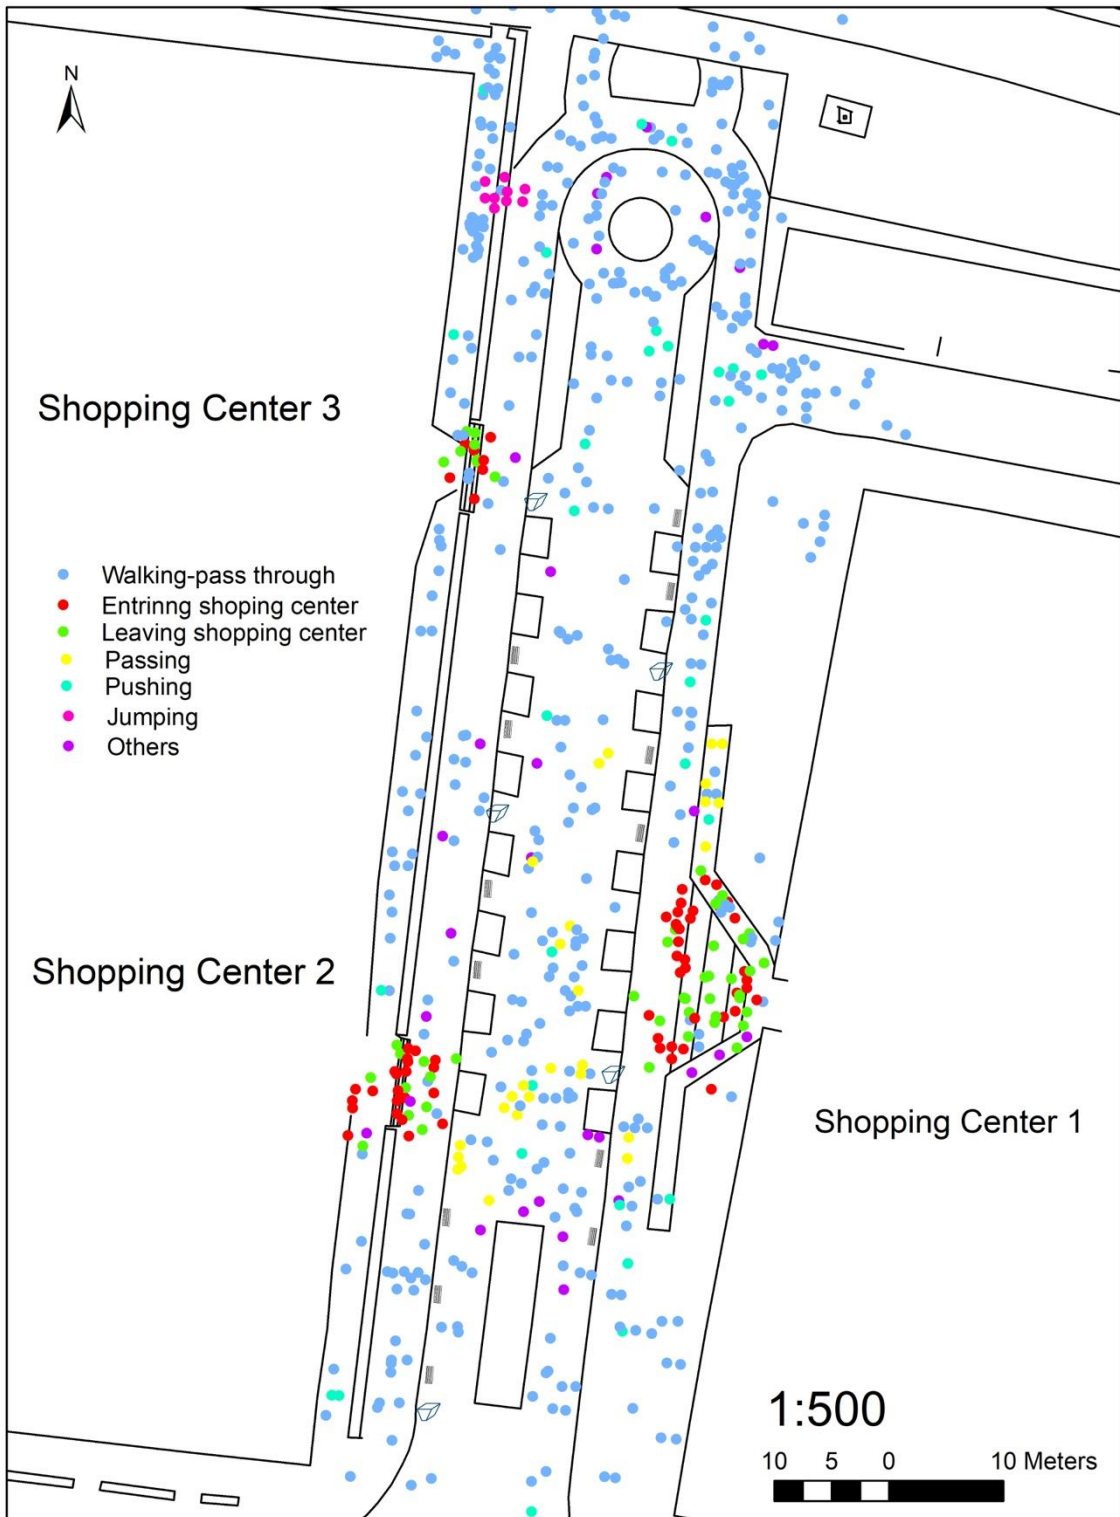 N
Shopping Center 3
Walking-pass through
Entrinng shoping center
Leaving shopping center
Passing
Pushing
Jumping
Others
Shopping Center 2
Shopping Center 1
1:500
10 5 0 10 Meters